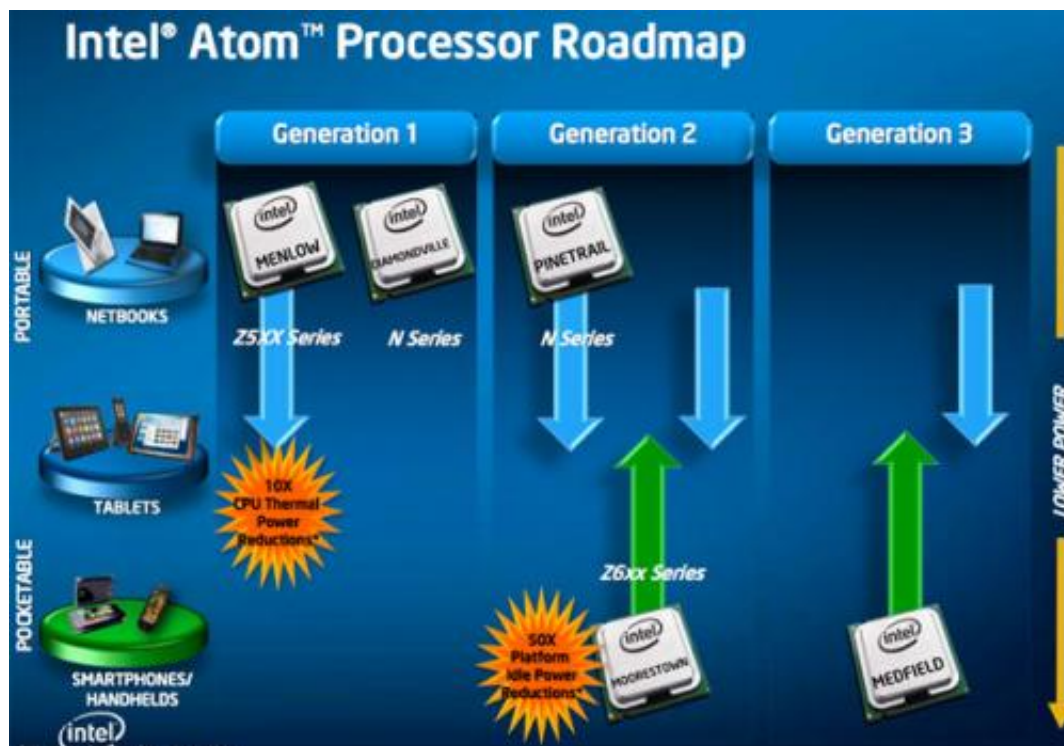 Intel® Atom™ Processor Roadmap
Generation 1
Generation 2
Generation 3
intel
MENLOW
intel
DIAMONDVILLE
intel
PINETRAIL
PORTABLE
NETBOOKS
Z5XX Series
N Series
N Series
TABLETS
10X
CPU Thermal
Power
Reductions*
LOWER POWER
POCKETABLE
SMARTPHONES/
HANDHELDS
Z6xx Series
50X
Platform
Idle Power
Reductions*
intel
MOORESTOWN
intel
MEDFIELD
intel